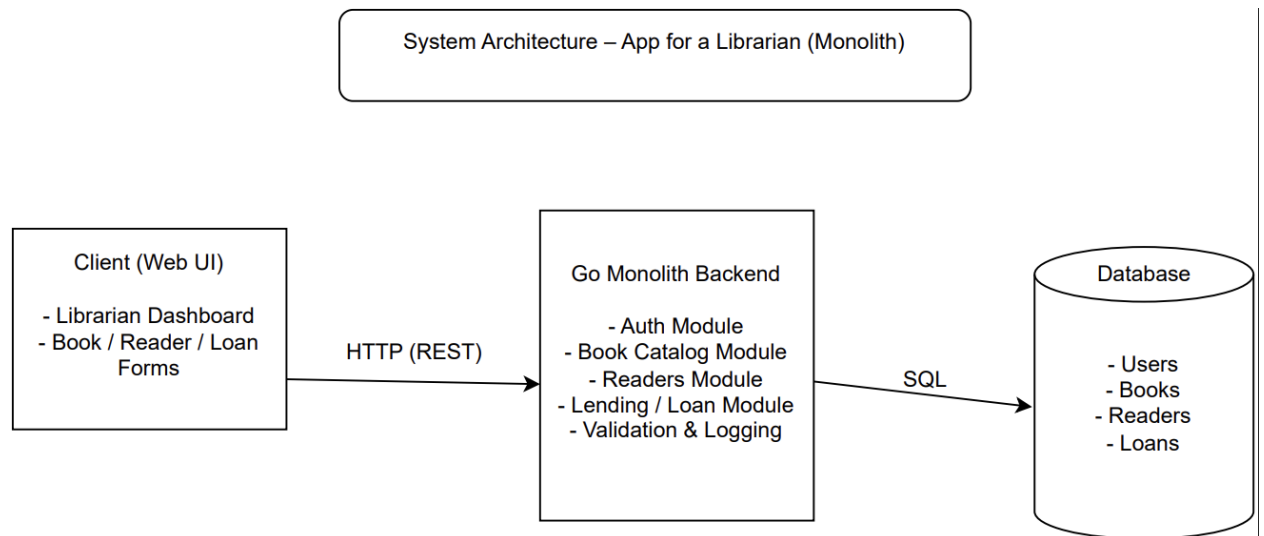 System Architecture – App for a Librarian (Monolith)
Client (Web UI)
- Librarian Dashboard
- Book / Reader / Loan
Forms
HTTP (REST)
Go Monolith Backend
- Auth Module
- Book Catalog Module
- Readers Module
- Lending / Loan Module
- Validation & Logging
SQL
Database
- Users
- Books
- Readers
- Loans